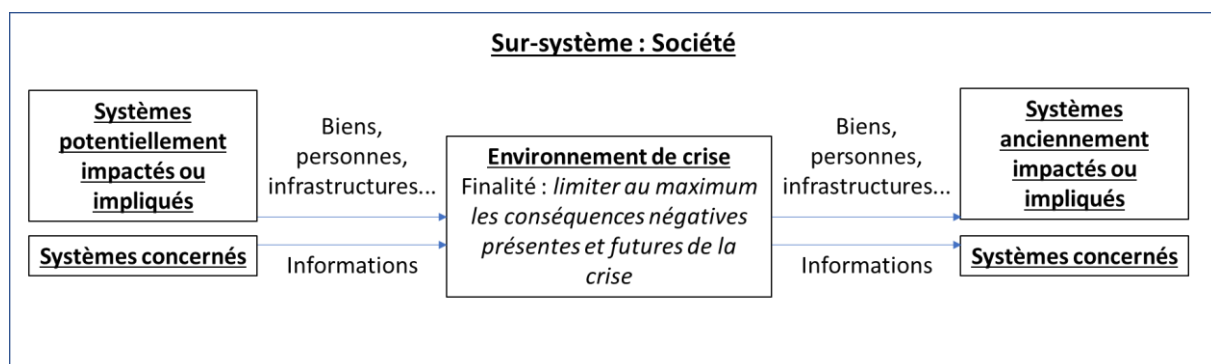 Sur-système : Société
Systèmes
potentiellement
impactés ou
impliqués
Systèmes concernés
Biens,
personnes,
infrastructures...
Informations
Environnement de crise
Finalité : limiter au maximum
les conséquences négatives
présentes et futures de la
crise
Biens,
personnes,
infrastructures...
Informations
Systèmes
anciennement
impactés ou
impliqués
Systèmes concernés